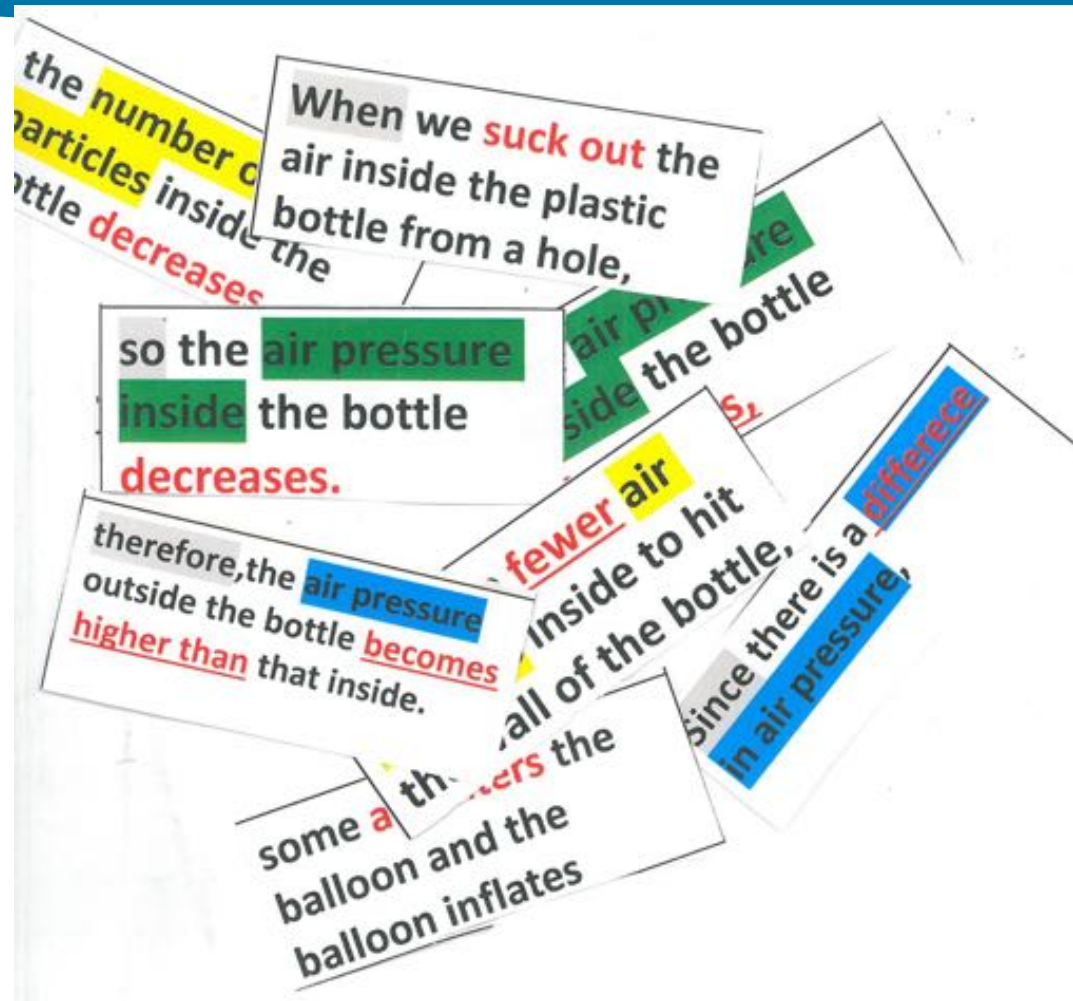 the number
particles inside the
decreases
When we suck out the
air inside the plastic
bottle from a hole,
air
the bottle
so the air pressure
inside the bottle
decreases.
fewer air
inside to hit
of the bottle,
therefore,the air pressure
outside the bottle becomes
higher than that inside.
Since there is a differece
in air pressure,
some the
balloon and the
balloon inflates